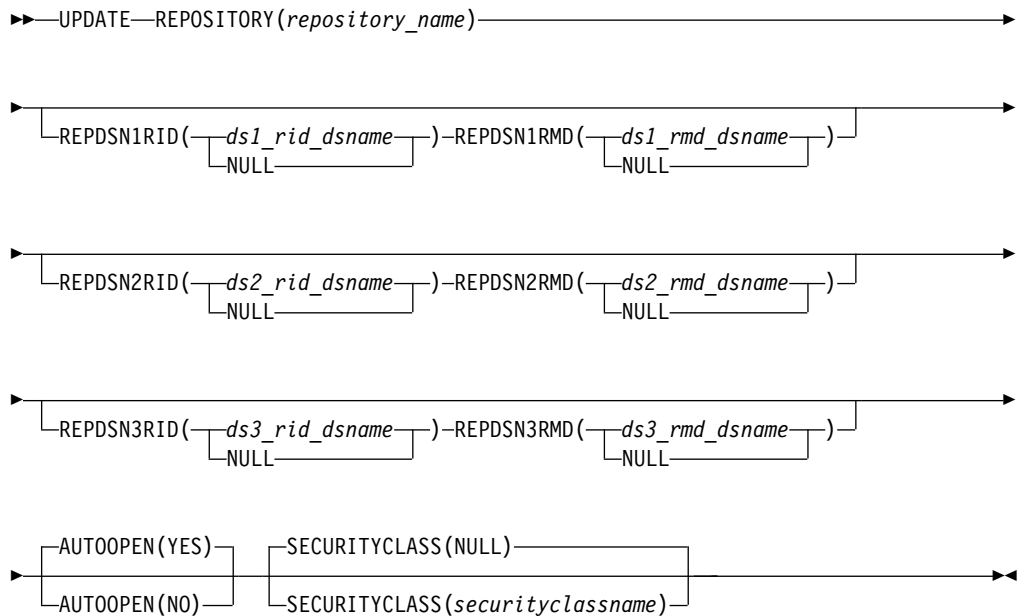 UPDATE REPOSITORY(repository_name)
REPDSN1RID( ds1_rid_dsname ) REPDSN1RMD( ds1_rmd_dsname )
NULL NULL
REPDSN2RID( ds2_rid_dsname ) REPDSN2RMD( ds2_rmd_dsname )
NULL NULL
REPDSN3RID( ds3_rid_dsname ) REPDSN3RMD( ds3_rmd_dsname )
NULL NULL
AUTOOPEN(YES) SECURITYCLASS(NULL)
AUTOOPEN(NO) SECURITYCLASS(securityclassname)